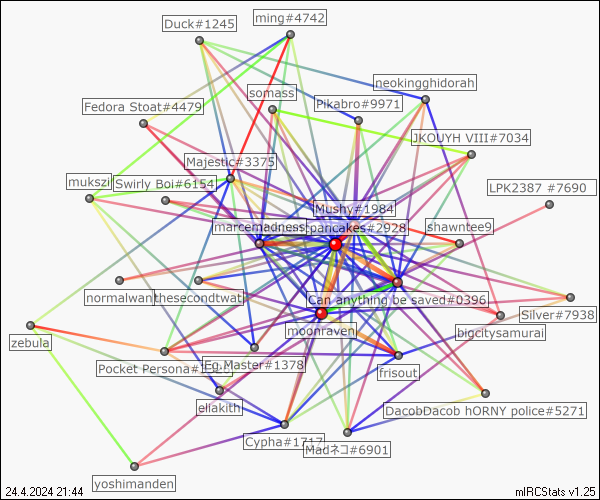 ming#4742
Duck#1245
neokingghidorah
somass
Pikabro#9971
Fedora Stoat#4479
JKOUYH VIII#7034
Majestic#3375
mukszi
Swirly Boi#6154
LPK2387 #7690
Mushy#1984
marcemadness
pancakes#2928
shawntee9
normalwan
thesecondtwat
Can anything be saved#0396
Silver#7938
moonraven
bigcitysamurai
zebula
Pocket Persona#1
Eg.Master#1378
frisout
ellakith
DacobDacob hORNY police#5271
Cypha#1717
Madネコ#6901
yoshimanden
24.4.2024 21:44
mIRCStats v1.25